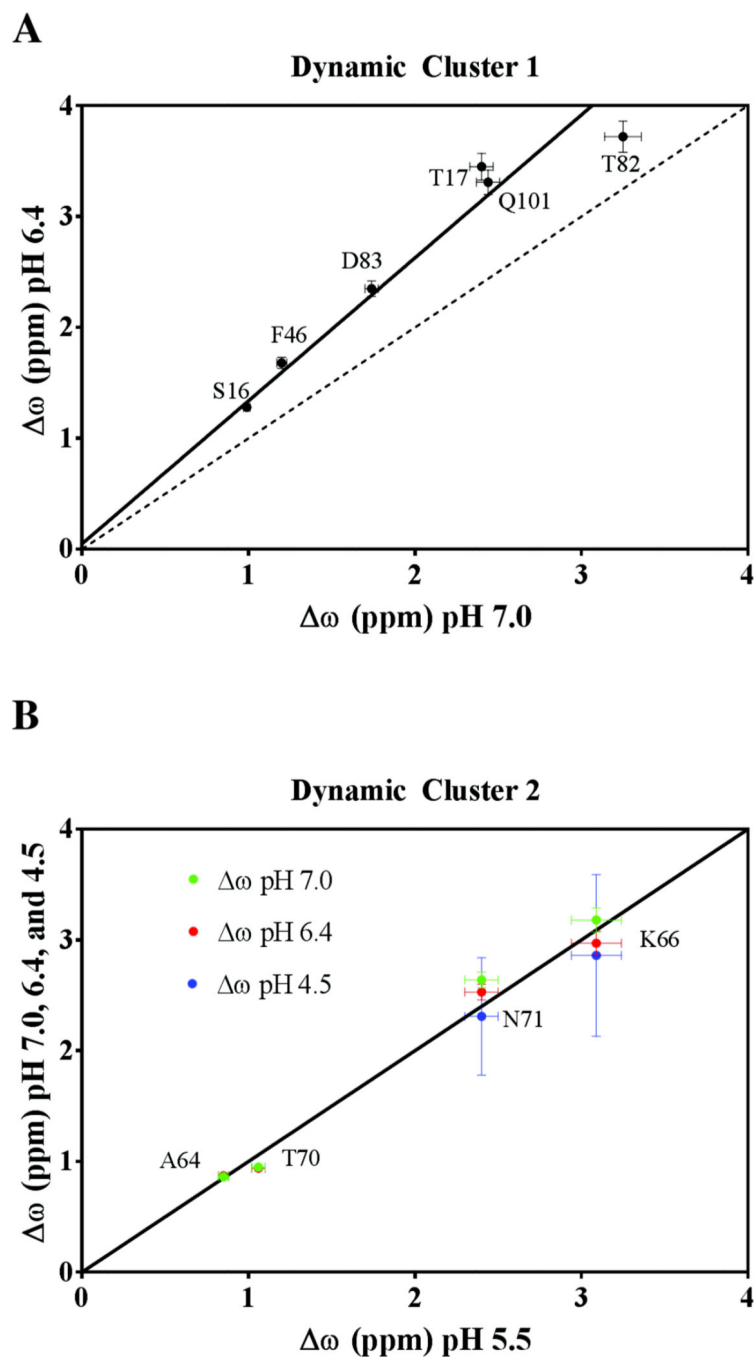 A
Dynamic Cluster 1
4
3
2
1
0
Δω (ppm) pH 6.4
T17
T82
Q101
D83
F46
S16
0 1 2 3 4
Δω (ppm) pH 7.0
B
Dynamic Cluster 2
4
3
2
1
0
Δω (ppm) pH 7.0, 6.4, and 4.5
Δω pH 7.0
Δω pH 6.4
Δω pH 4.5
K66
N71
A64
T70
0 1 2 3 4
Δω (ppm) pH 5.5